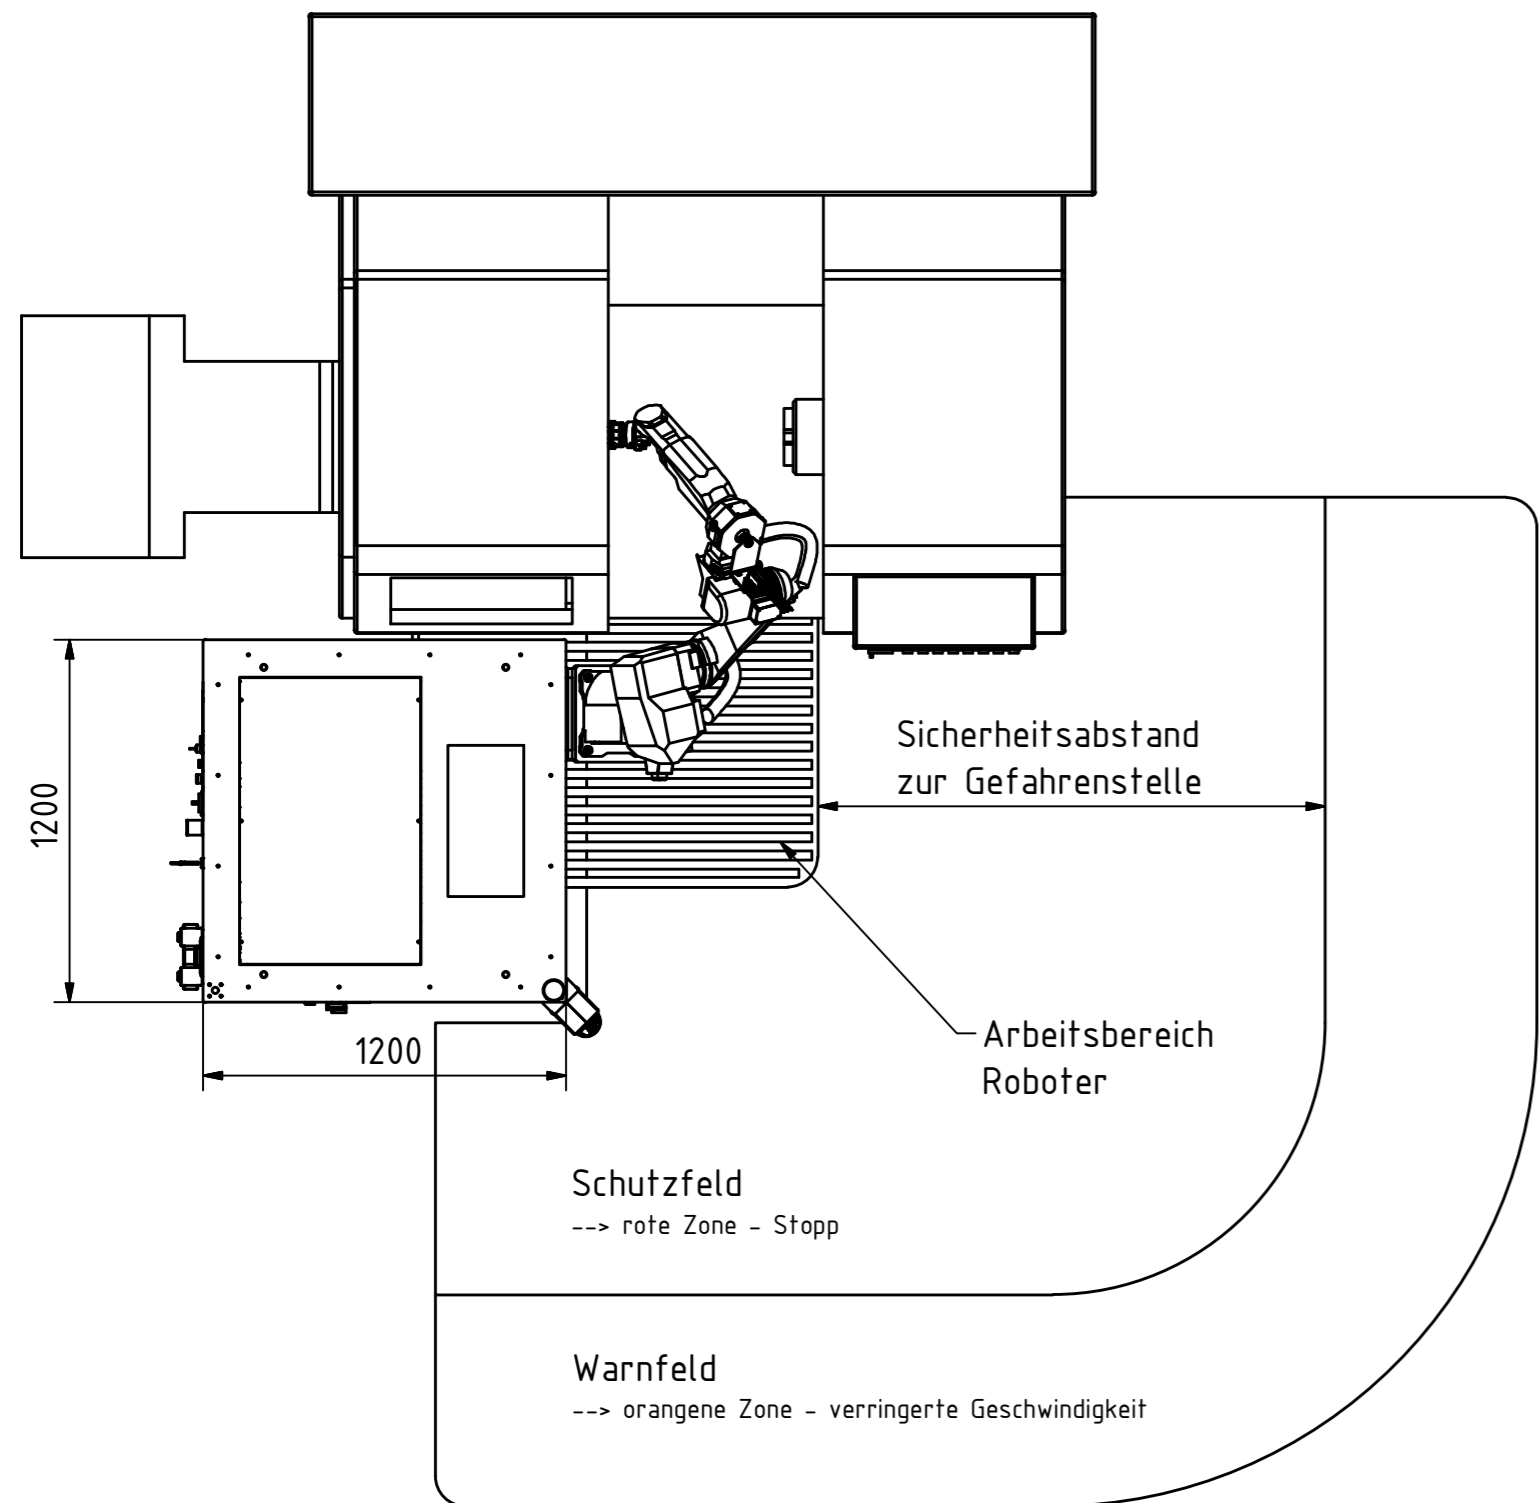 Sicherheitsabstand
zur Gefahrenstelle
1200
1200
Arbeitsbereich
Roboter
Schutzfeld
--> rote Zone - Stopp
Warnfeld
--> orangene Zone - verringerte Geschwindigkeit